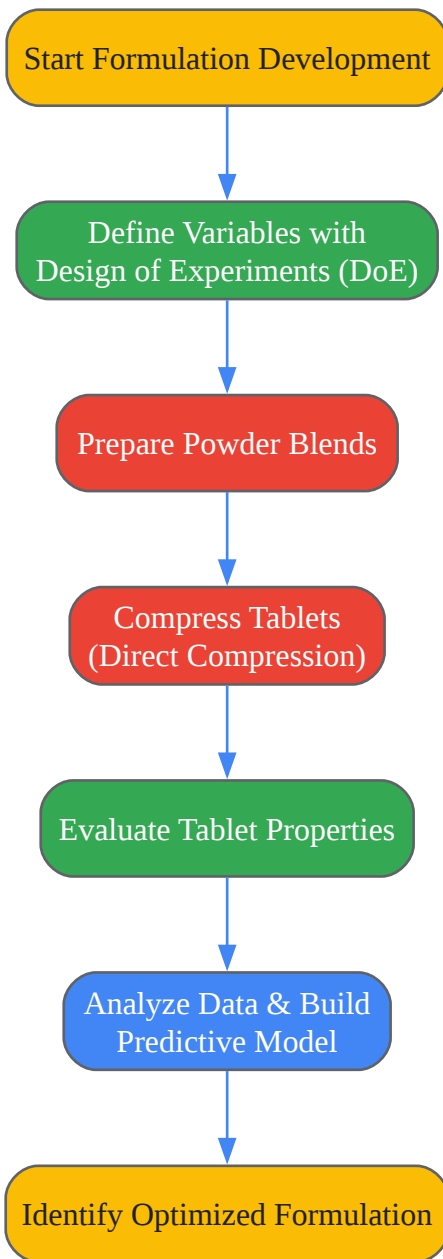 Start Formulation Development
Define Variables with
Design of Experiments (DoE)
Prepare Powder Blends
Compress Tablets
(Direct Compression)
Evaluate Tablet Properties
Analyze Data & Build
Predictive Model
Identify Optimized Formulation